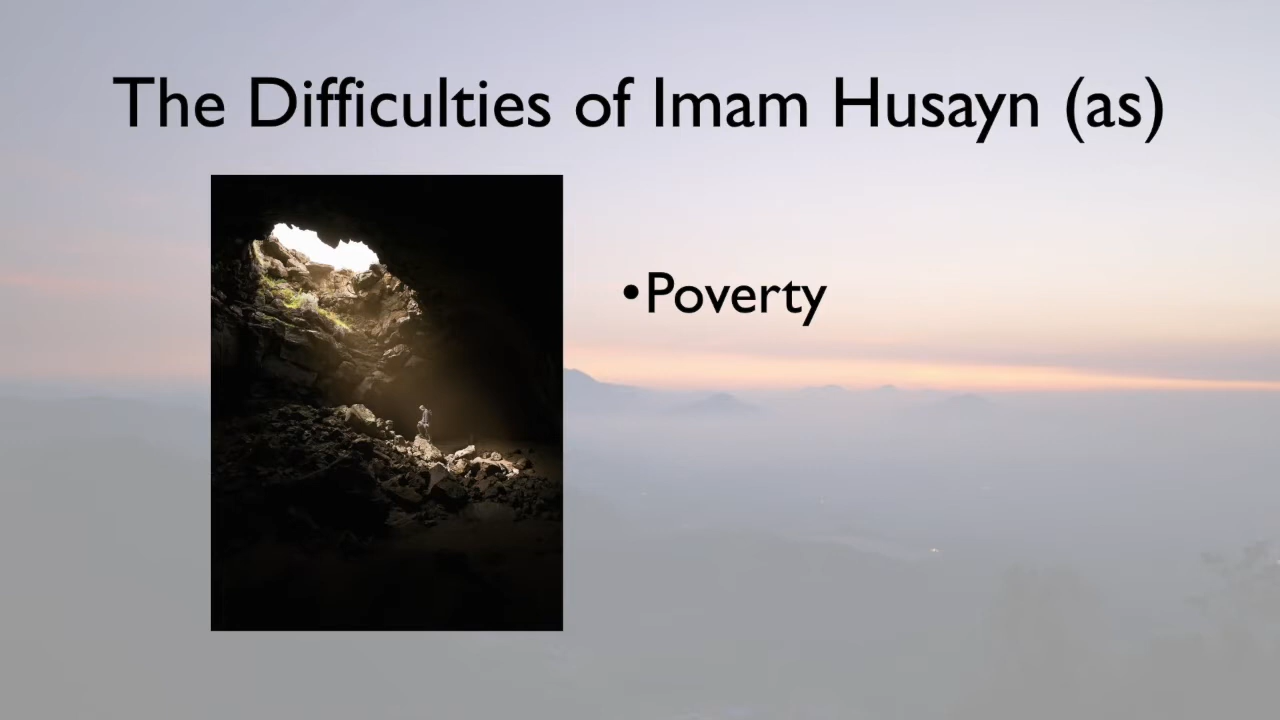 The Difficulties of Imam Husayn (as)
•Poverty